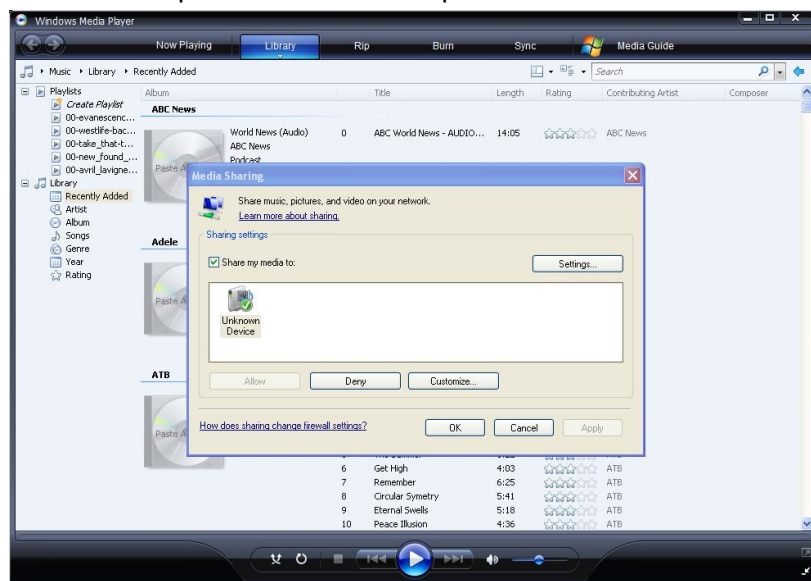 Windows Media Player
Now Playing Library Rip Burn Sync Media Guide
Music Library Recently Added Search
Playlists
Create Playlist
00-evanescenc...
00-westlife-bac...
00-take_that-t...
00-new_found_...
00-avril_lavigne...
Library
Recently Added
Artist
Album
Songs
Genre
Year
Rating
Album Title Length Rating Contributing Artist Composer
ABC News
World News (Audio) 0 ABC World News - AUDIO... 14:05 ABC News
ABC News
Podcast
Paste A
Media Sharing
Share music, pictures, and video on your network.
Learn more about sharing.
Sharing settings
Share my media to:
Settings...
Unknown
Device
Allow Deny Customize...
How does sharing change firewall settings?
OK Cancel Apply
Adele
Paste A
ATB
Paste A
6 Get High 4:03 ATB
7 Remember 6:25 ATB
8 Circular Symetry 5:41 ATB
9 Eternal Swells 5:18 ATB
10 Peace Illusion 4:36 ATB